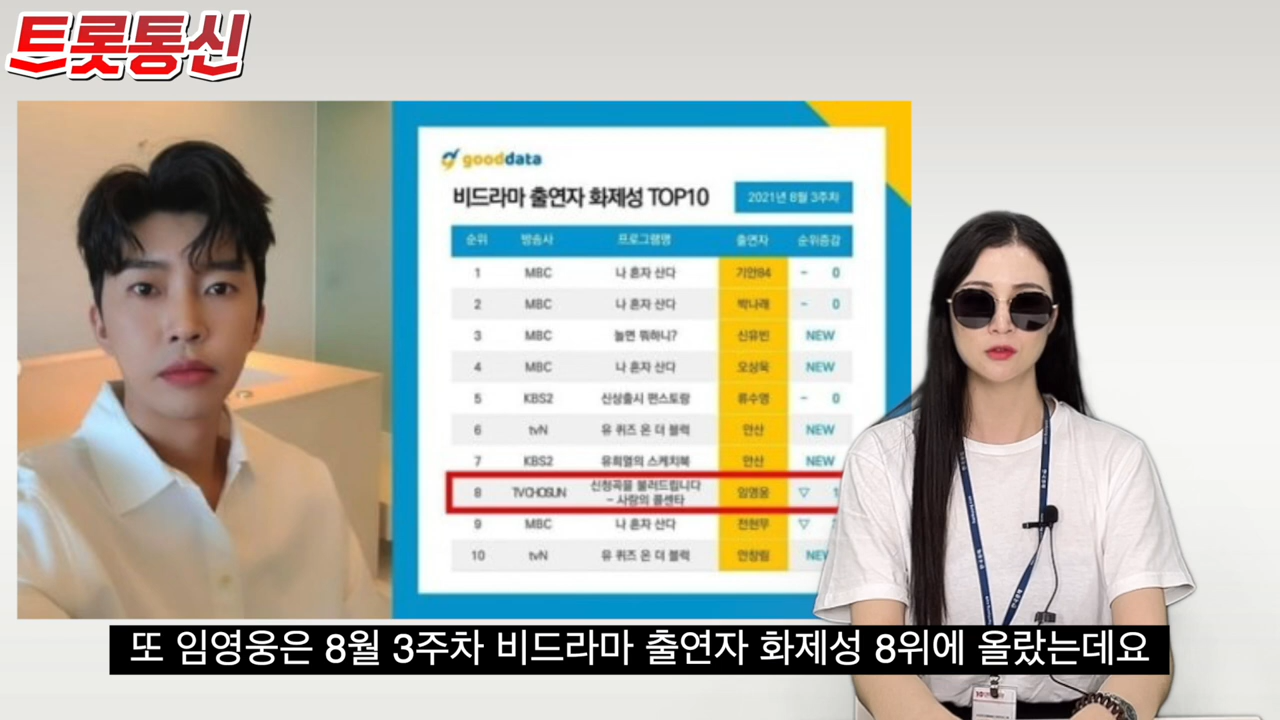 트롯통신
gooddata
비드라마 출연자 화제성 TOP10 2021년 8월 3주차
순위 방송사 프로그램명 출연자 순위증감
1 MBC 나 혼자 산다 기안84 - 0
2 MBC 나 혼자 산다 박나래 - 0
3 MBC 놀면 뭐하니? 신유빈 NEW
4 MBC 나 혼자 산다 오상욱 NEW
5 KBS2 신상출시 편스토랑 류수영 - 0
6 tvN 유 퀴즈 온 더 블럭 안산 NEW
7 KBS2 유희열의 스케치북 안산 NEW
8 TV CHOSUN 신청곡을 불러드립니다 - 사랑의 콜센타 임영웅 ▽ 1
9 MBC 나 혼자 산다 전현무 ▽
10 tvN 유 퀴즈 온 더 블럭 안창림 NEW
또 임영웅은 8월 3주차 비드라마 출연자 화제성 8위에 올랐는데요